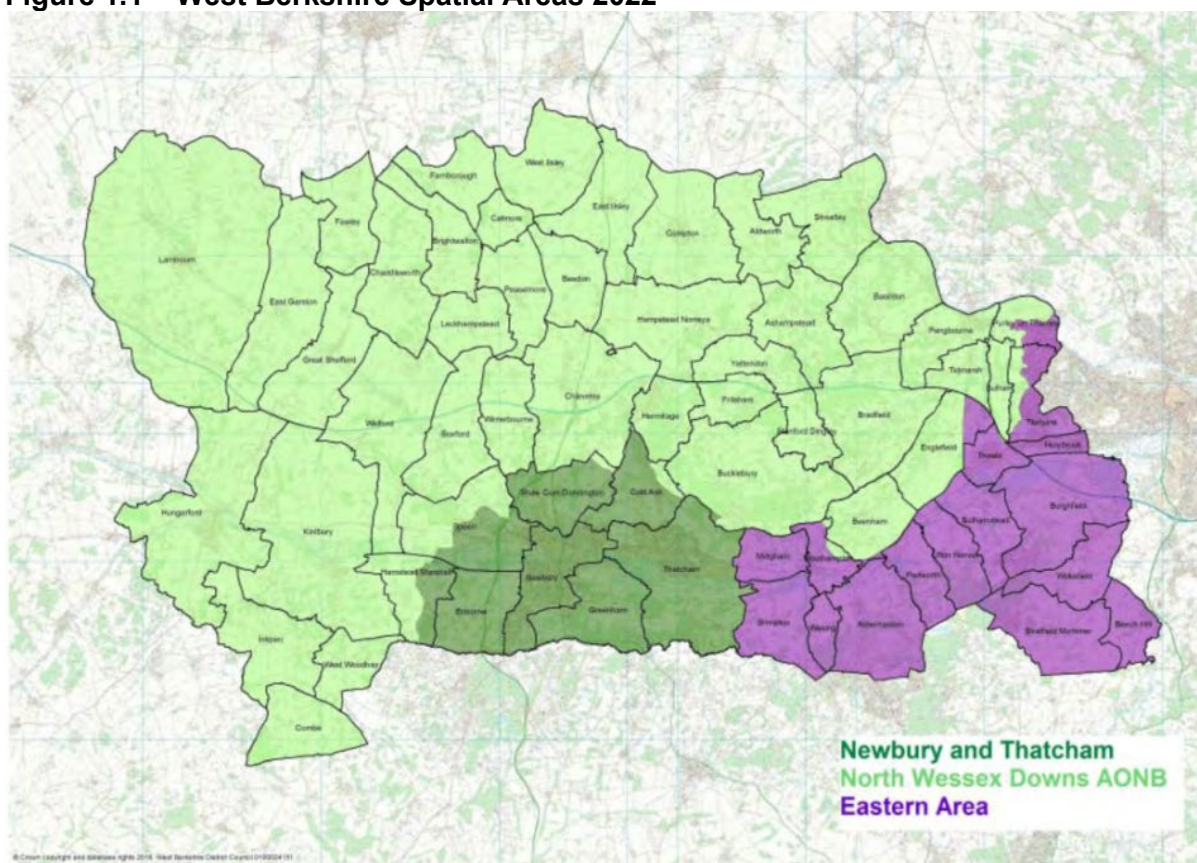 Figure 1.1 West Berkshire Spatial Areas 2022
West Ilsley
Farnborough
Fawley
Catmore
East Ilsley
Streatley
Brightwalton
Compton
Aldworth
Lambourn
Chaddleworth
Beedon
Peasemore
East Garston
Basildon
Leckhampstead
Hampstead Norreys
Ashampstead
Pangbourne
Great Shefford
Yattendon
Tidmarsh
Sulham
Chieveley
Frilsham
Welford
Winterbourne
Hermitage
Bradfield
Boxford
Stanford Dingley
Englefield
Tilehurst
Holybrook
Theale
Bucklebury
Shaw Cum Donnington
Cold Ash
Burghfield
Hungerford
Beenham
Sulhamstead
Speen
Kintbury
Midgham
Ufton Nervet
Thatcham
Hamstead Marshall
Newbury
Padworth
Wokefield
Enborne
Greenham
Brimpton
Wasing
Aldermaston
Beech Hill
Stratfield Mortimer
Inkpen
West Woodhay
Combe
Newbury and Thatcham
North Wessex Downs AONB
Eastern Area